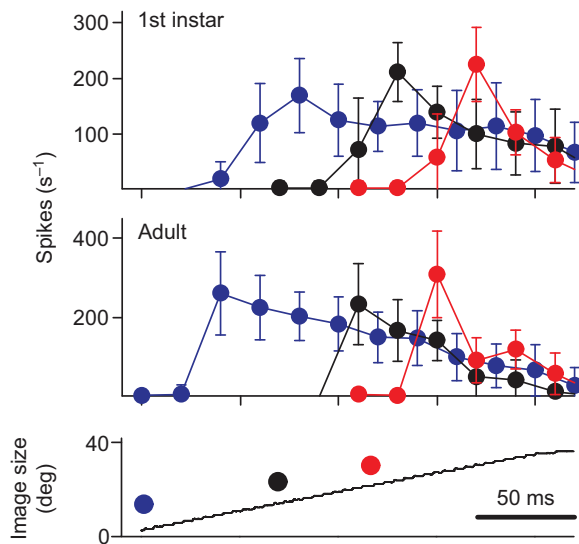 300
1st instar
200
100
Spikes (s⁻¹)
400
Adult
200
40
Image size
(deg)
50 ms
0